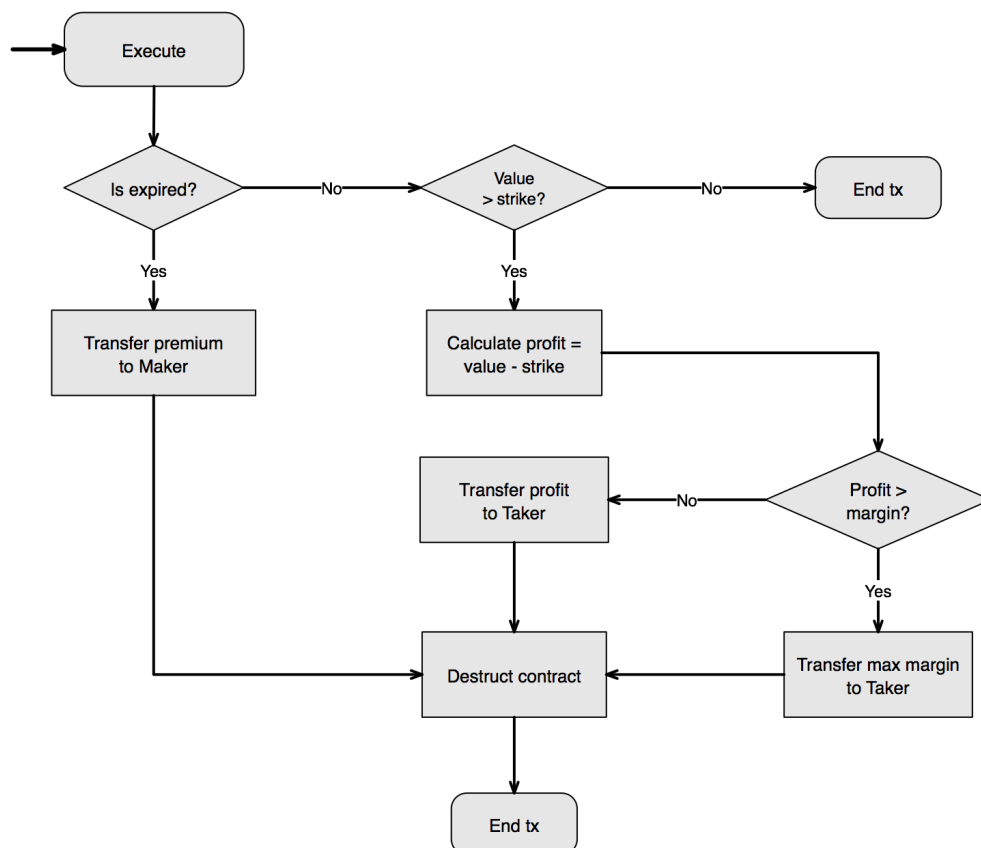 Execute
Is expired?
No
Value
> strike?
No
End tx
Yes
Yes
Transfer premium
to Maker
Calculate profit =
value - strike
Transfer profit
to Taker
No
Profit >
margin?
Yes
Destruct contract
Transfer max margin
to Taker
End tx